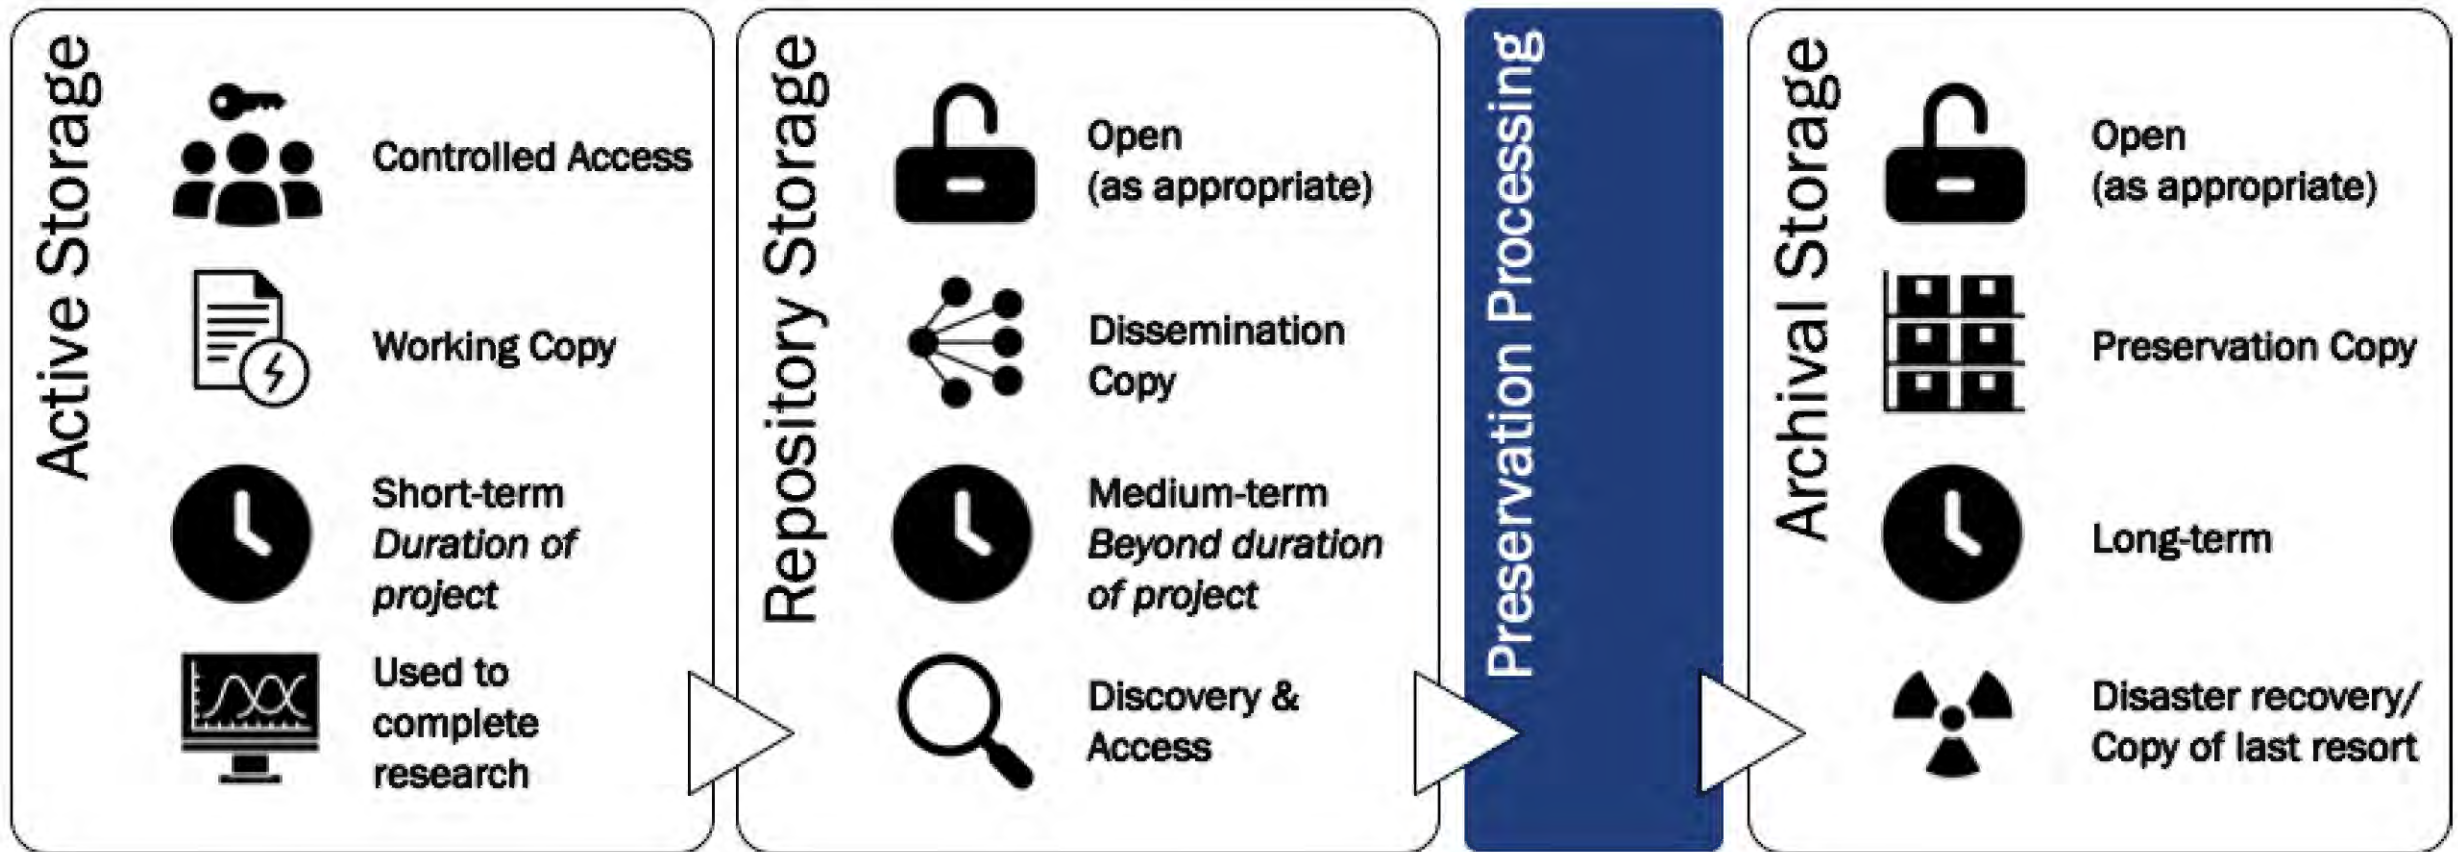 Active Storage
Controlled Access
Working Copy
Short-term
Duration of
project
Used to
complete
research
Repository Storage
Open
(as appropriate)
Dissemination
Copy
Medium-term
Beyond duration
of project
Discovery &
Access
Preservation Processing
Archival Storage
Open
(as appropriate)
Preservation Copy
Long-term
Disaster recovery/
Copy of last resort